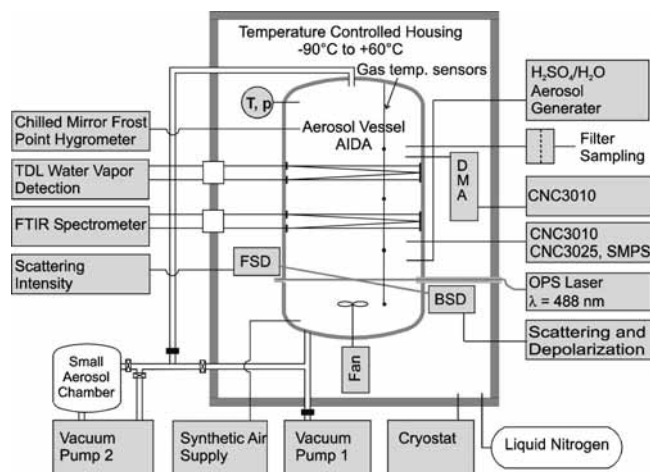 Temperature Controlled Housing
-90°C to +60°C
Gas temp. sensors
T, p
Aerosol Vessel
AIDA
Chilled Mirror Frost
Point Hygrometer
TDL Water Vapor
Detection
FTIR Spectrometer
Scattering
Intensity
FSD
BSD
Fan
DMA
H₂SO₄/H₂O
Aerosol
Generater
Filter
Sampling
CNC3010
CNC3010
CNC3025, SMPS
OPS Laser
λ = 488 nm
Scattering and
Depolarization
Small
Aerosol
Chamber
Vacuum
Pump 2
Synthetic Air
Supply
Vacuum
Pump 1
Cryostat
Liquid Nitrogen